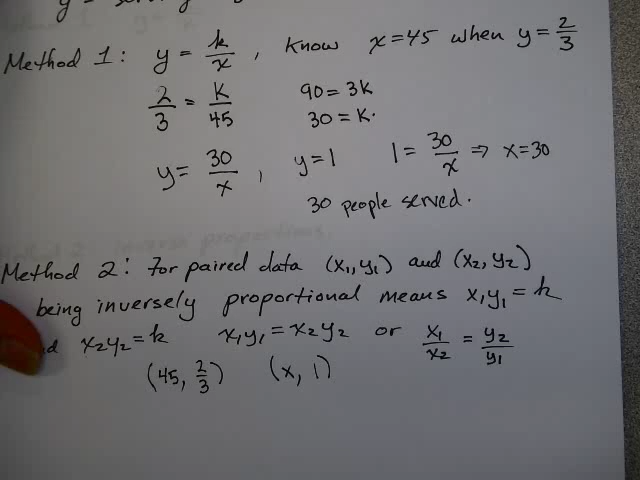 y =
Method 1: y = k/x, know x=45 when y = 2/3
2/3 = k/45 90=3k
30=k.
y = 30/x, y=1 1 = 30/x ⇒ x=30
30 people served.
Method 2: For paired data (x₁,y₁) and (x₂,y₂)
being inversely proportional means x₁y₁=k
x₂y₂=k x₁y₁=x₂y₂ or x₁/x₂ = y₂/y₁
(45, 2/3) (x, 1)